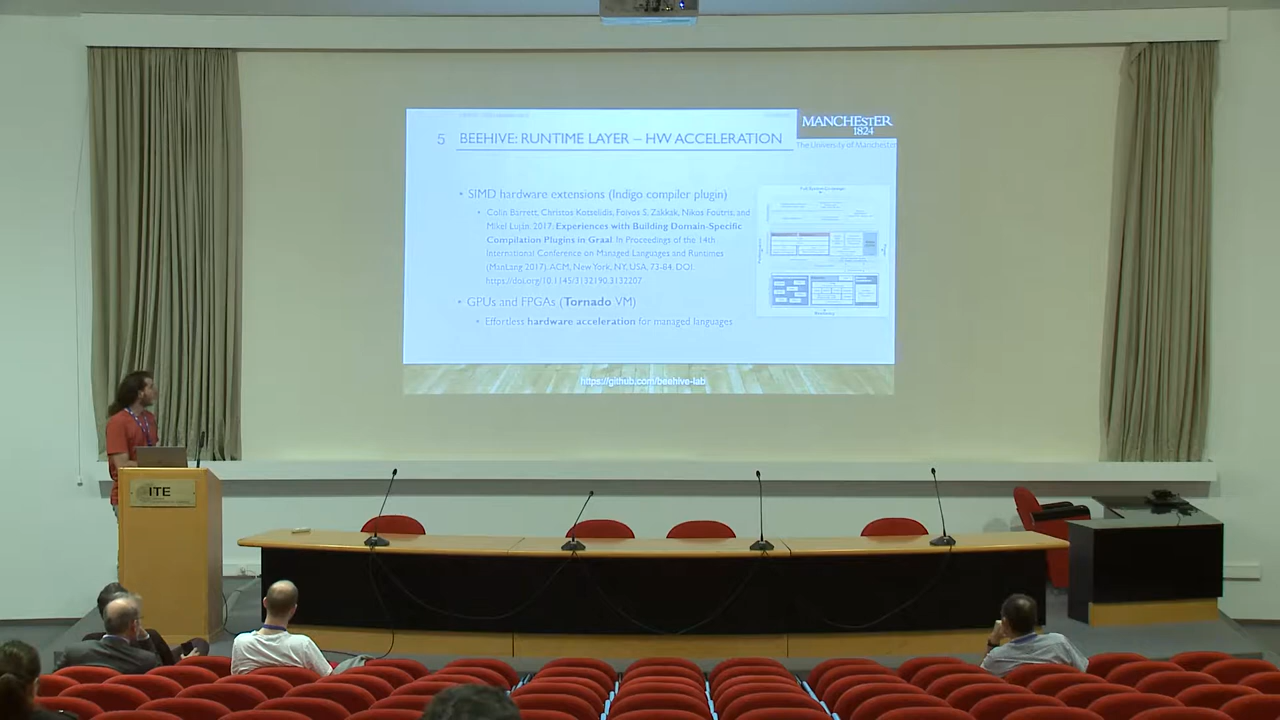 5 BEEHIVE: RUNTIME LAYER – HW ACCELERATION
MANCHESTER
1824
The University of Manchester
• SIMD hardware extensions (Indigo compiler plugin)
• Colin Barrett, Christos Kotselidis, Foivos S. Zakkak, Nikos Foutris, and
Mikel Luján. 2017. Experiences with Building Domain-Specific
Compilation Plugins in Graal. In Proceedings of the 14th
International Conference on Managed Languages and Runtimes
(ManLang 2017). ACM, New York, NY, USA, 73-84. DOI:
https://doi.org/10.1145/3132190.3132207
• GPUs and FPGAs (Tornado VM)
• Effortless hardware acceleration for managed languages
https://github.com/beehive-lab
ITE